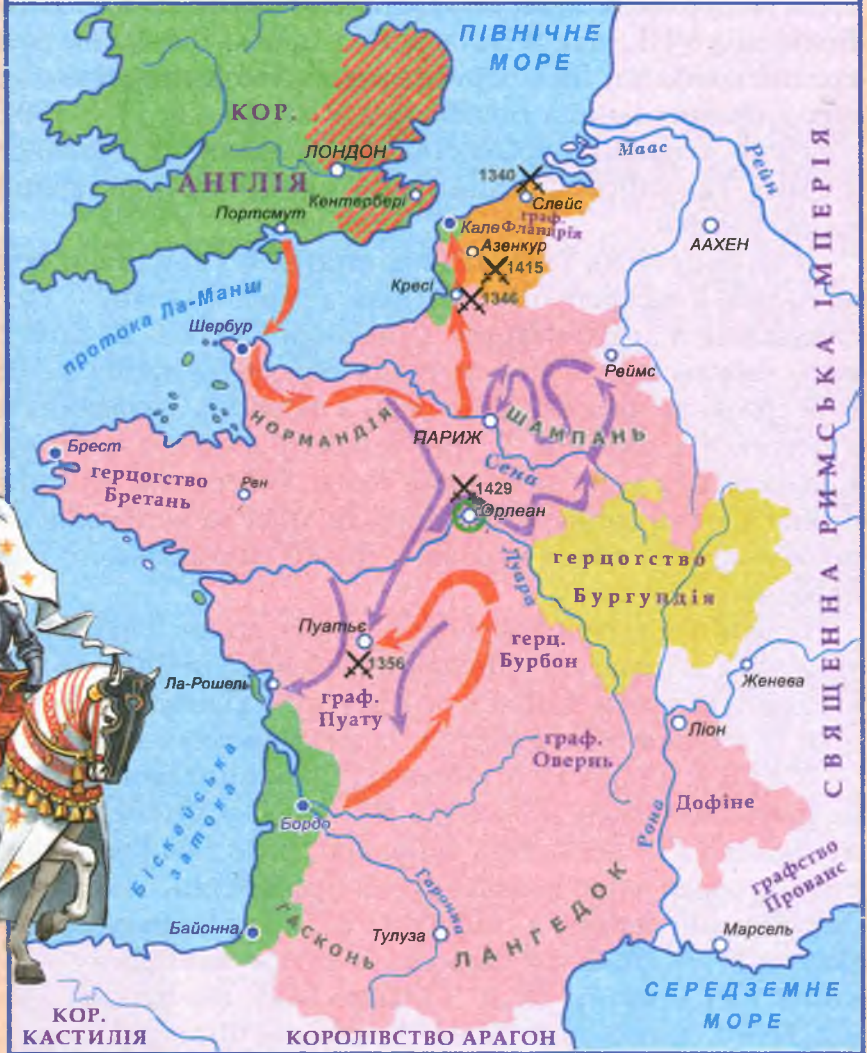 ПІВНІЧНЕ
МОРЕ
КОР.
АНГЛІЯ
ЛОНДОН
Кентербері
Портсмут
протока Ла-Манш
Шербур
Маас
Рейн
1340
Слейс
граф.
Фландрія
Кале
Азенкур
1415
Кресі
1346
ААХЕН
СВЯЩЕННА РИМСЬКА ІМПЕРІЯ
Реймс
НОРМАНДІЯ
ПАРИЖ
ШАМПАНЬ
Сена
Брест
герцогство
Бретань
Рен
1429
Орлеан
Луара
герцогство
Бургундія
Пуатьє
1356
герц.
Бурбон
Ла-Рошель
граф.
Пуату
Женева
Ліон
граф.
Овернь
Дофіне
Рона
графство
Прованс
Біскайська
затока
Бордо
Гаронна
Байонна
ГАСКОНЬ
Тулуза
ЛАНГЕДОК
Марсель
СЕРЕДЗЕМНЕ
МОРЕ
КОР.
КАСТИЛІЯ
КОРОЛІВСТВО АРАГОН